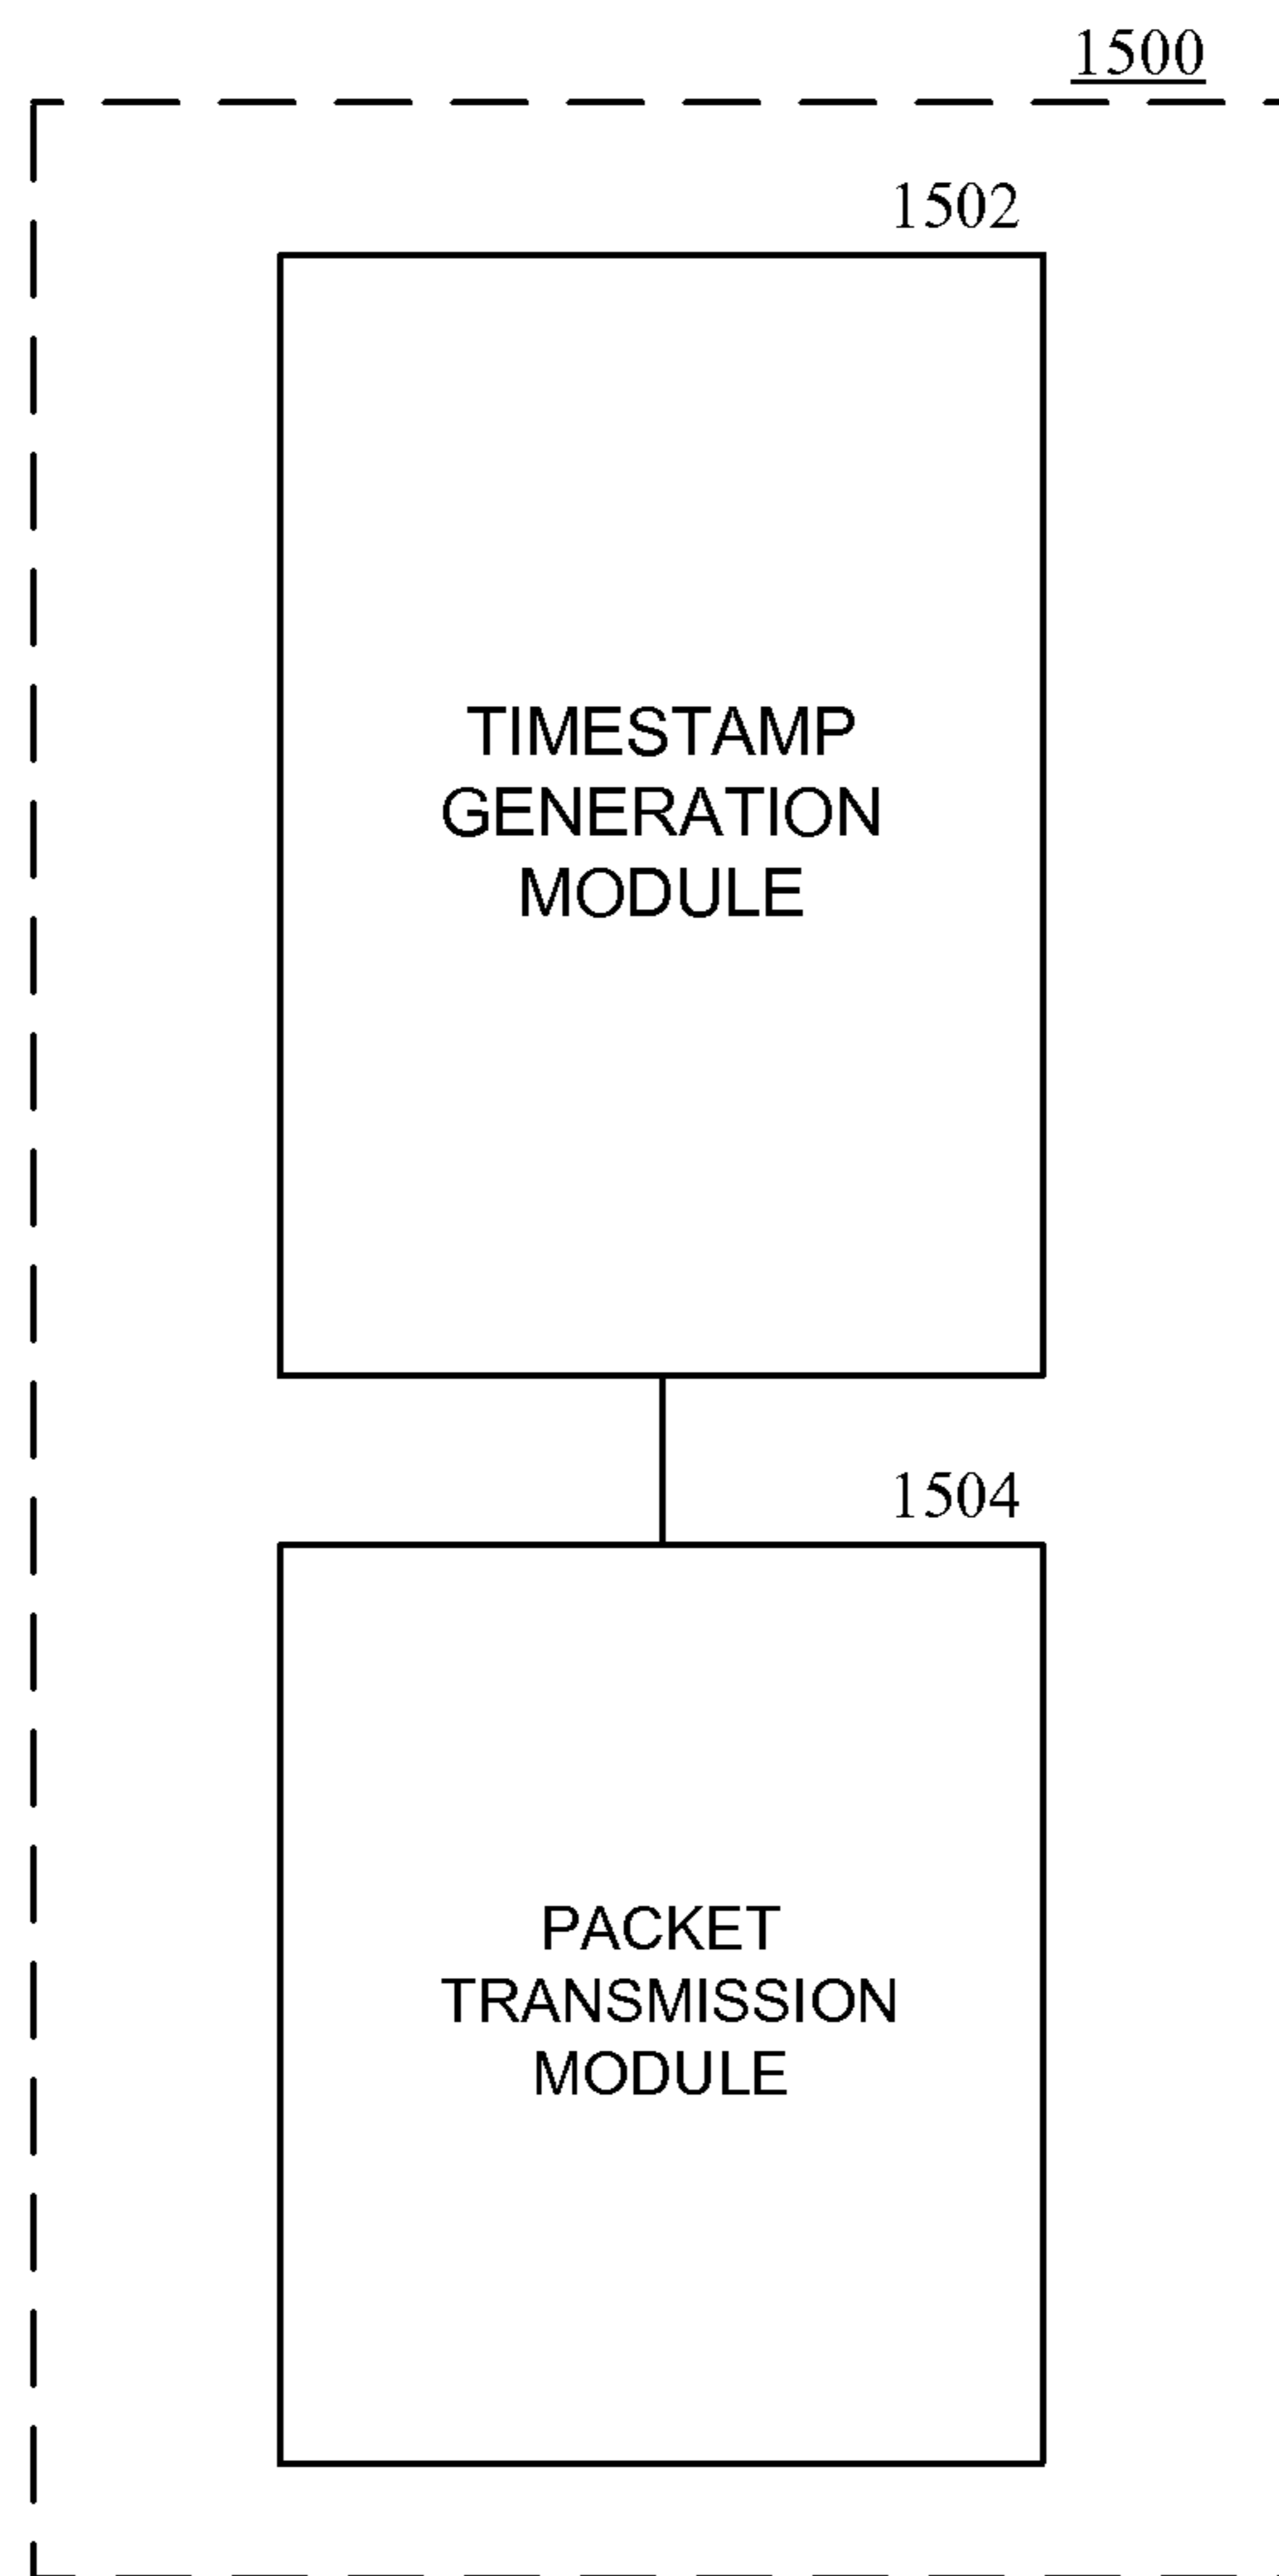 1500
1502
TIMESTAMP
GENERATION
MODULE
1504
PACKET
TRANSMISSION
MODULE